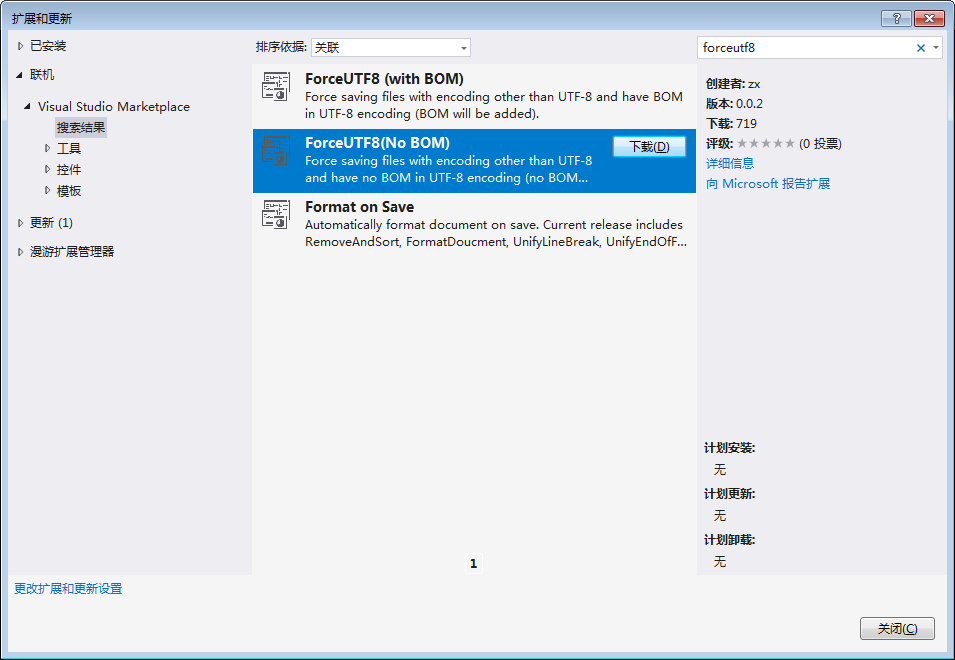 扩展和更新
已安装
联机
Visual Studio Marketplace
搜索结果
工具
控件
模板
更新 (1)
漫游扩展管理器
更改扩展和更新设置
排序依据: 关联
ForceUTF8 (with BOM)
Force saving files with encoding other than UTF-8 and have BOM
in UTF-8 encoding (BOM will be added).
ForceUTF8(No BOM)
下载(D)
Force saving files with encoding other than UTF-8
and have no BOM in UTF-8 encoding (no BOM...
Format on Save
Automatically format document on save. Current release includes
RemoveAndSort, FormatDoucment, UnifyLineBreak, UnifyEndOfF...
1
forceutf8
创建者: zx
版本: 0.0.2
下载: 719
评级: (0 投票)
详细信息
向 Microsoft 报告扩展
计划安装:
无
计划更新:
无
计划卸载:
无
关闭(C)